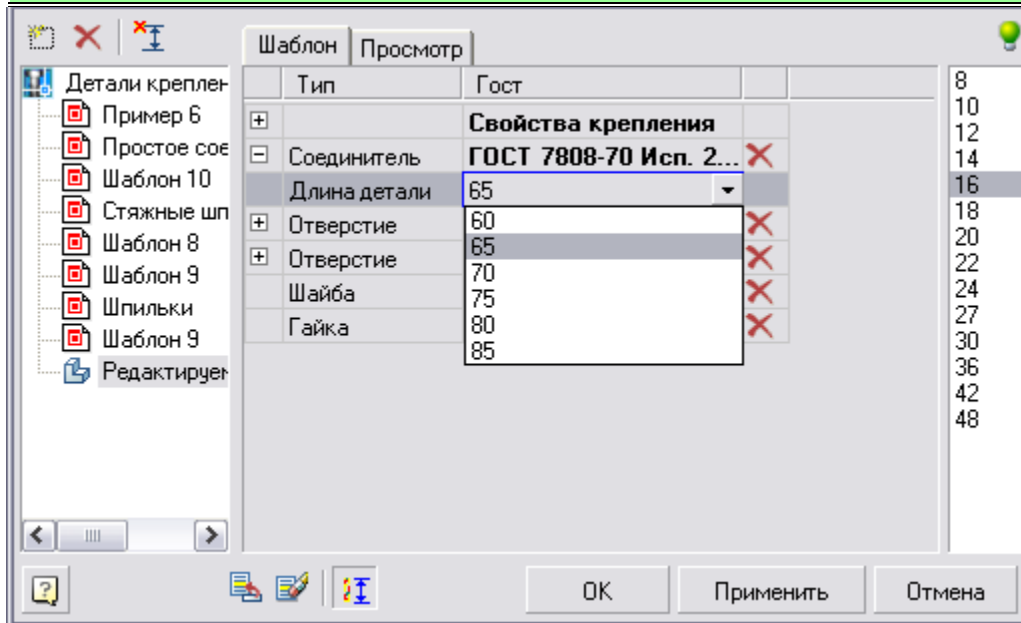 Шаблон Просмотр
Детали креплен
Пример 6
Простое сое
Шаблон 10
Стяжные шп
Шаблон 8
Шаблон 9
Шпильки
Шаблон 9
Редактируем
Тип Гост
Свойства крепления
Соединитель ГОСТ 7808-70 Исп. 2...
Длина детали 65
Отверстие
Отверстие
Шайба
Гайка
60
65
70
75
80
85
8
10
12
14
16
18
20
22
24
27
30
36
42
48
OK Применить Отмена